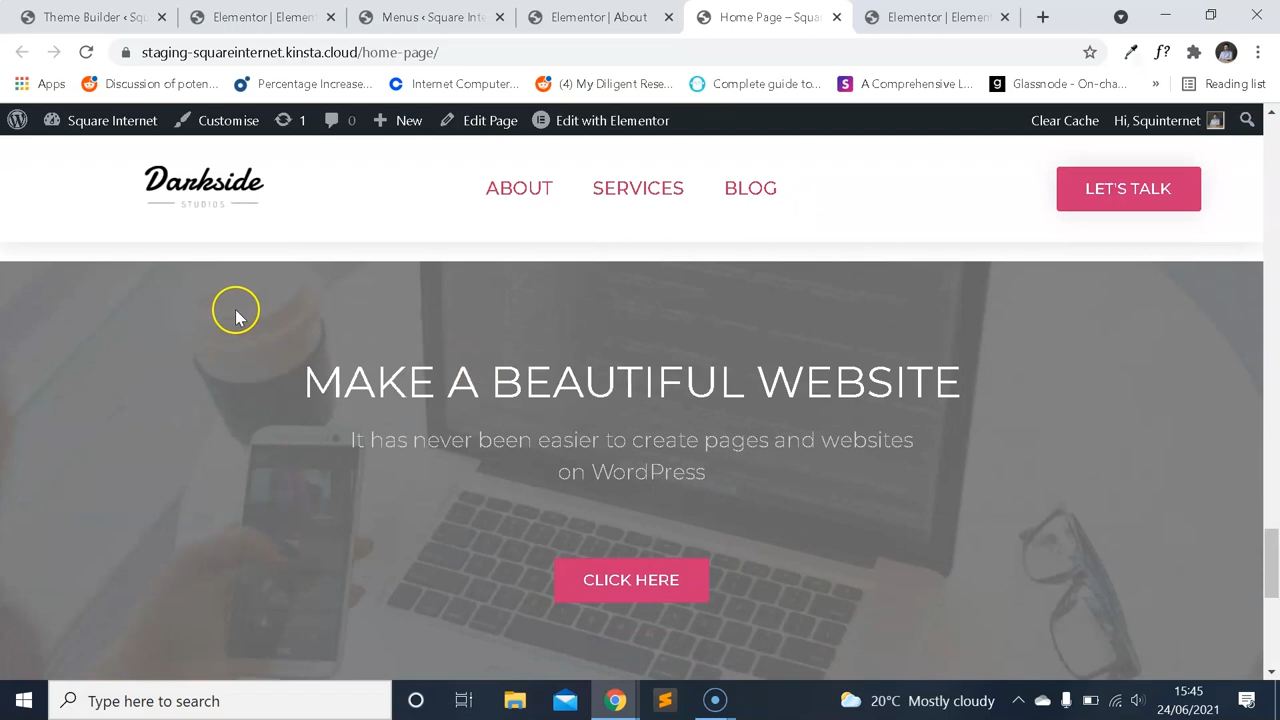 Theme Builder ‹ Squ
Elementor | Elemen
Menus ‹ Square Inte
Elementor | About
Home Page – Squa
Elementor | Elemen
staging-squareinternet.kinsta.cloud/home-page/
f?
Apps
Discussion of poten...
Percentage Increase...
Internet Computer...
(4) My Diligent Rese...
Complete guide to...
A Comprehensive L...
Glassnode - On-cha...
»
Reading list
Square Internet
Customise
1
0
New
Edit Page
Edit with Elementor
Clear Cache
Hi, Squinternet
Darkside
STUDIOS
ABOUT
SERVICES
BLOG
LET'S TALK
MAKE A BEAUTIFUL WEBSITE
It has never been easier to create pages and websites
on WordPress
CLICK HERE
Type here to search
20°C Mostly cloudy
15:45
24/06/2021